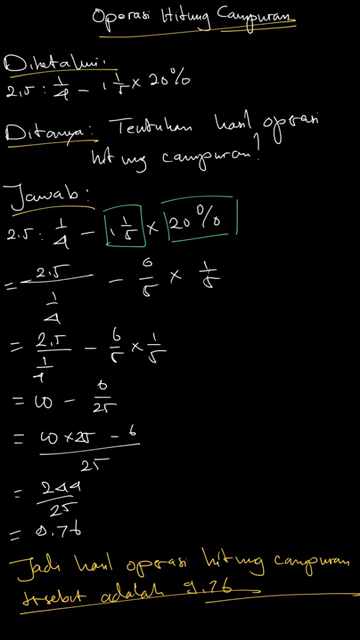 Operasi Hitung Campuran
Diketahui:
2.5 : 1/4 - 1 1/5 × 20%
Ditanya: Tentukan hasil operasi
hitung campuran!
Jawab:
2.5 : 1/4 - 1 1/5 × 20%
= 2.5 / 1/4 - 6/5 × 1/5
= 2.5 / 1/4 - 6/5 × 1/5
= 10 - 6/25
= 10 × 25 - 6 / 25
= 244/25
= 9.76
Jadi hasil operasi hitung campuran
tersebut adalah 9.76